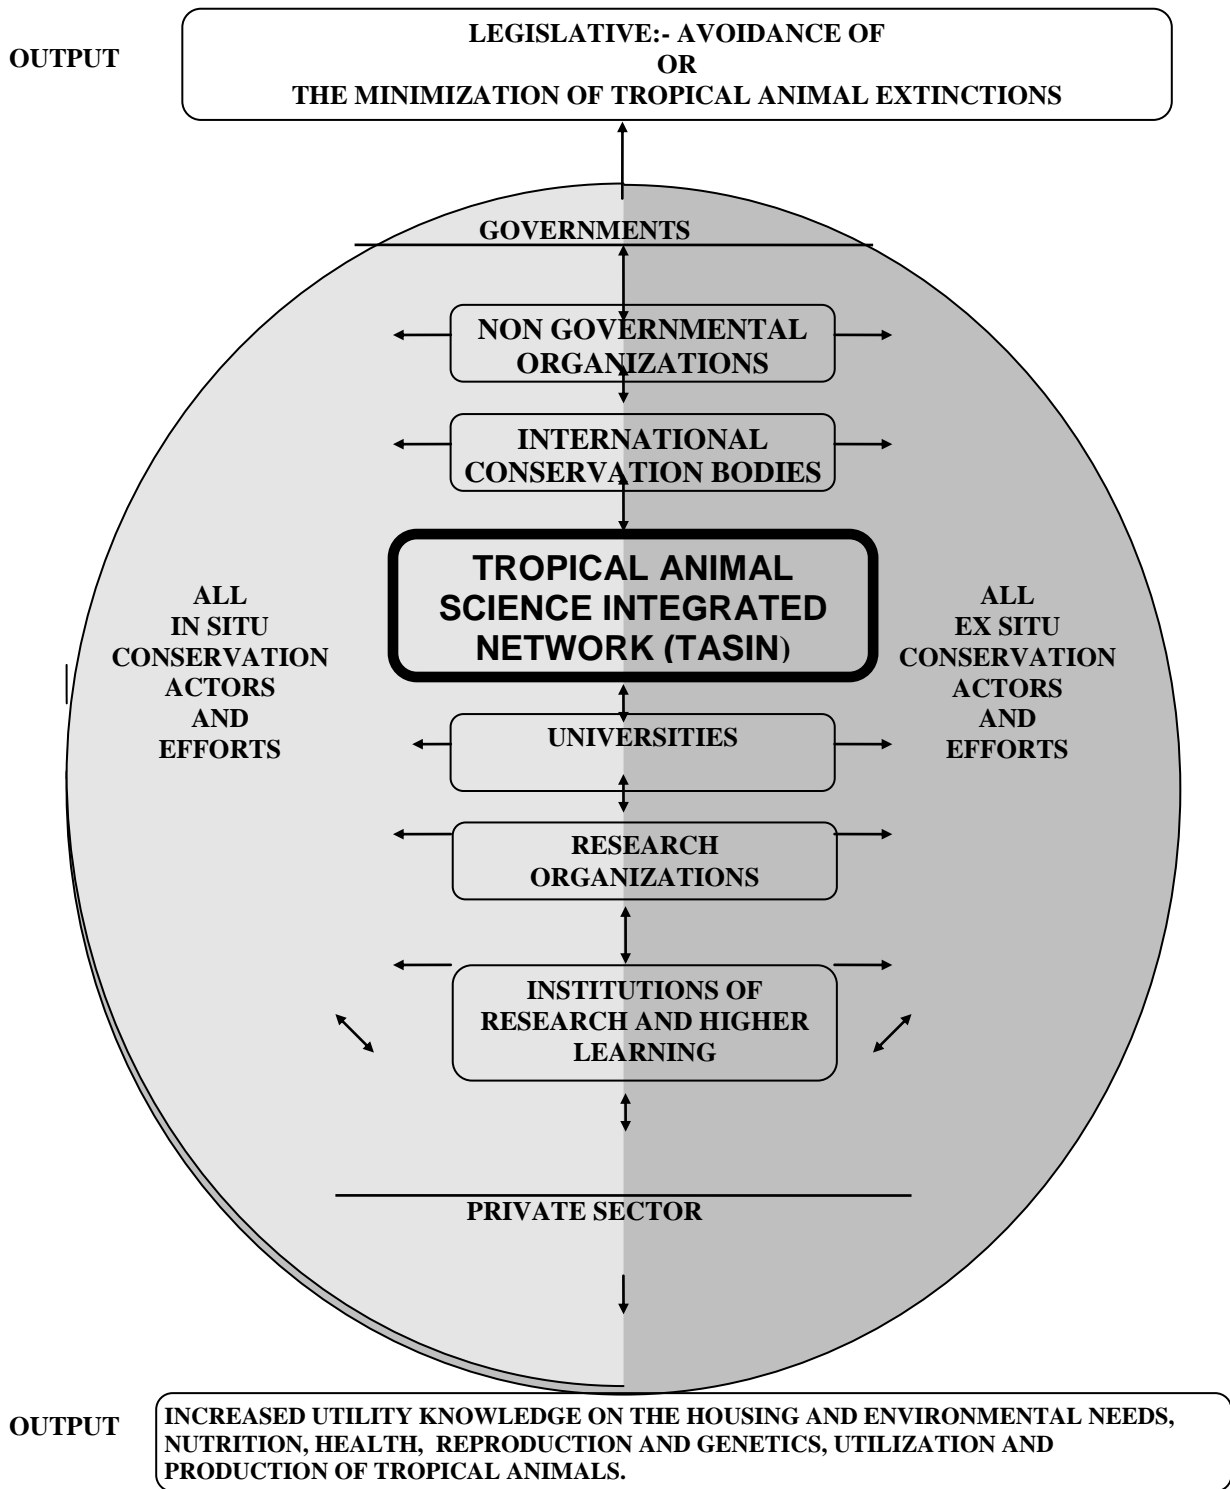 OUTPUT
LEGISLATIVE:- AVOIDANCE OF
OR
THE MINIMIZATION OF TROPICAL ANIMAL EXTINCTIONS
GOVERNMENTS
NON GOVERNMENTAL
ORGANIZATIONS
INTERNATIONAL
CONSERVATION BODIES
TROPICAL ANIMAL
SCIENCE INTEGRATED
NETWORK (TASIN)
ALL
IN SITU
CONSERVATION
ACTORS
AND
EFFORTS
ALL
EX SITU
CONSERVATION
ACTORS
AND
EFFORTS
UNIVERSITIES
RESEARCH
ORGANIZATIONS
INSTITUTIONS OF
RESEARCH AND HIGHER
LEARNING
PRIVATE SECTOR
OUTPUT
INCREASED UTILITY KNOWLEDGE ON THE HOUSING AND ENVIRONMENTAL NEEDS,
NUTRITION, HEALTH, REPRODUCTION AND GENETICS, UTILIZATION AND
PRODUCTION OF TROPICAL ANIMALS.